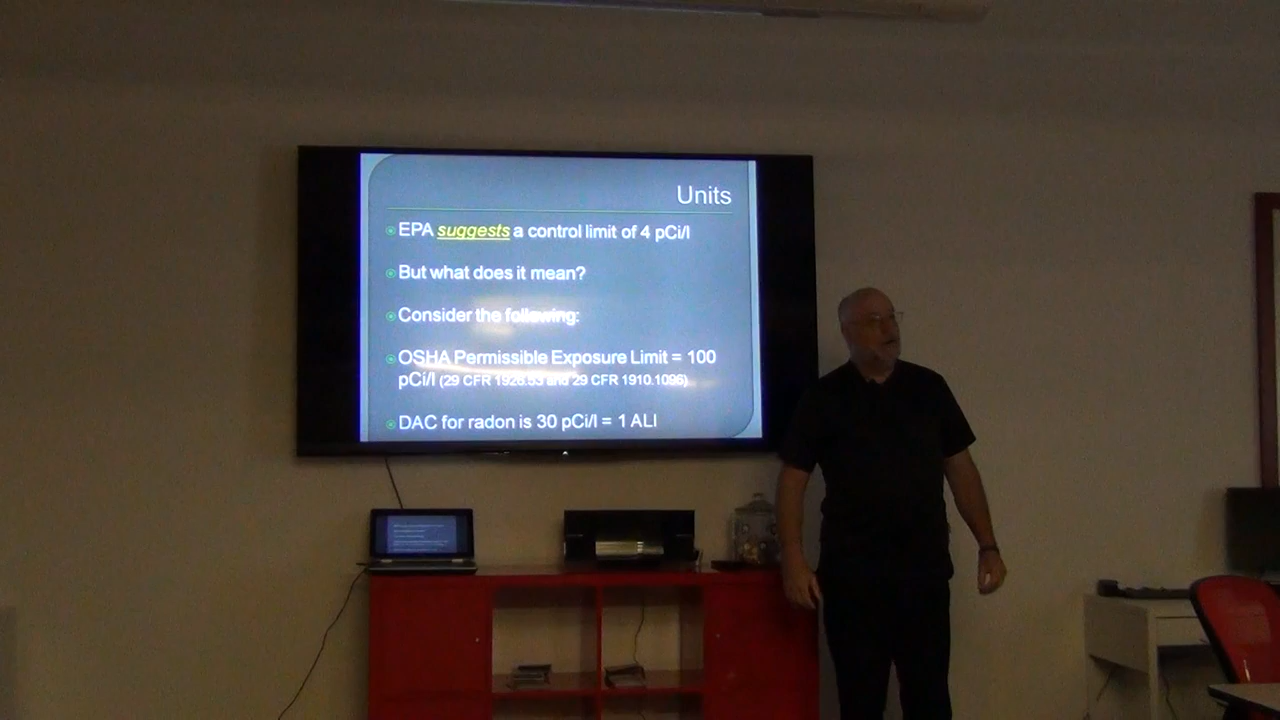 Units
EPA suggests a control limit of 4 pCi/l
But what does it mean?
Consider the following:
OSHA Permissible Exposure Limit = 100
pCi/l (29 CFR 1926.53 and 29 CFR 1910.1096)
DAC for radon is 30 pCi/l = 1 ALI